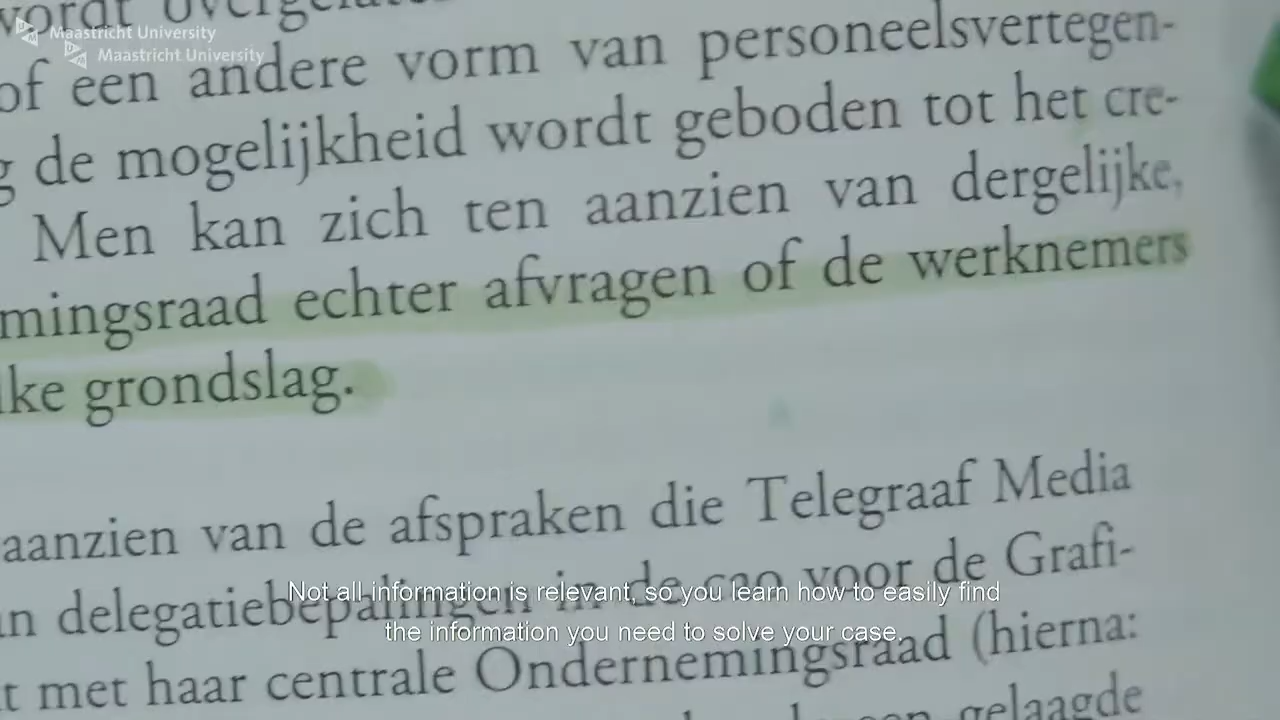 Maastricht University
Maastricht University
wordt
of een andere vorm van personeelsvertegen-
de mogelijkheid wordt geboden tot het cre-
Men kan zich ten aanzien van dergelijke,
mingsraad echter afvragen of de werknemers
ke grondslag.
aanzien van de afspraken die Telegraaf Media
delegatiebepalingen in de cao voor de Grafi-
t met haar centrale Ondernemingsraad (hierna:
gelaagde
Not all information is relevant, so you learn how to easily find
the information you need to solve your case.